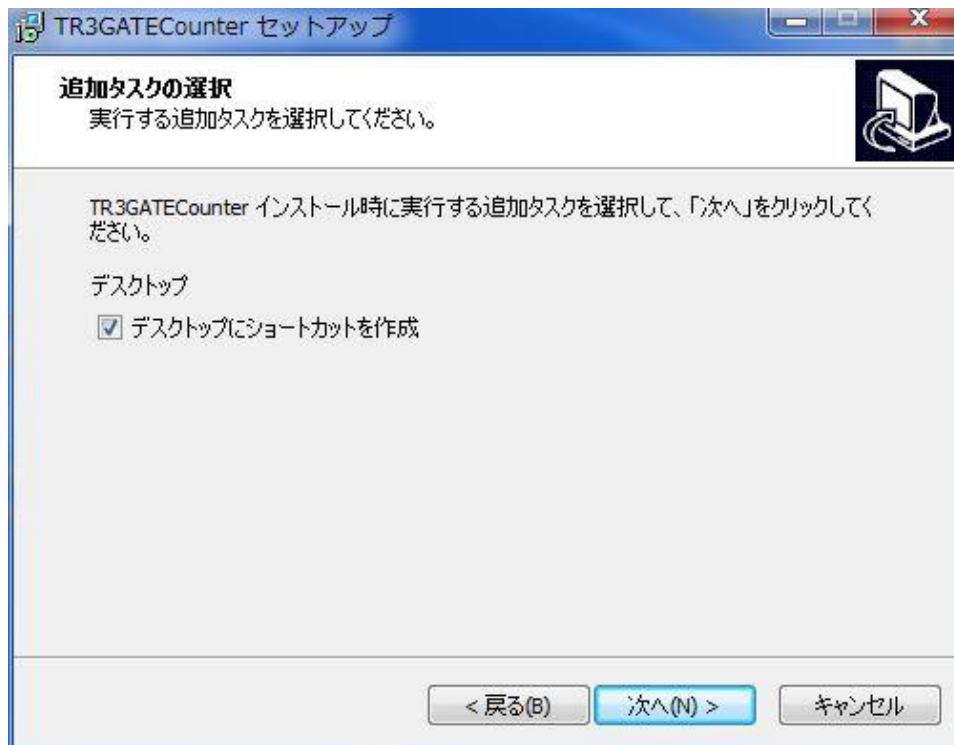 TR3GATECounter セットアップ
追加タスクの選択
実行する追加タスクを選択してください。
TR3GATECounter インストール時に実行する追加タスクを選択して、「次へ」をクリックしてく
ださい。
デスクトップ
デスクトップにショートカットを作成
< 戻る(B)
次へ(N) >
キャンセル